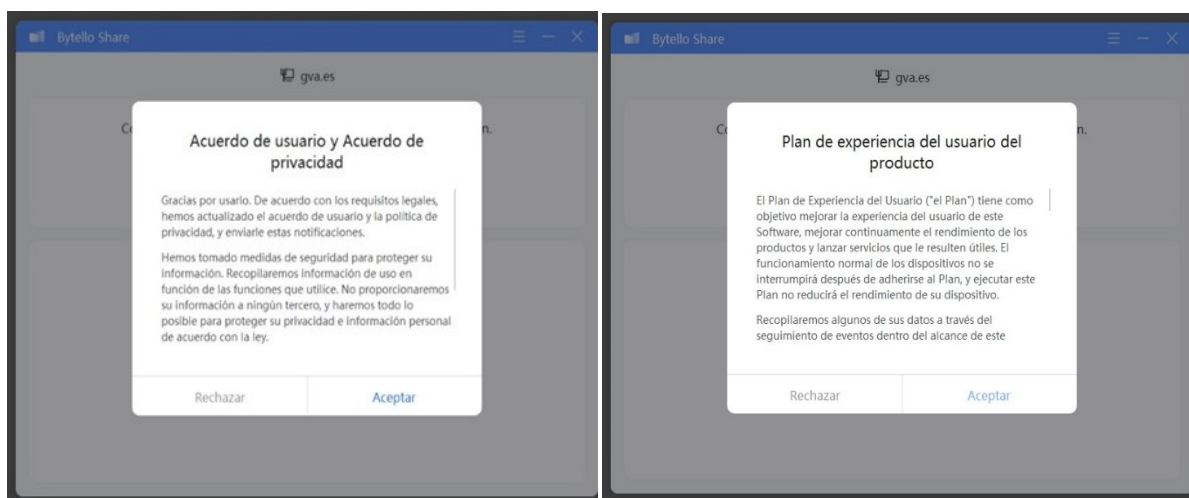 Bytello Share
gva.es
Co
n.
Acuerdo de usuario y Acuerdo de
privacidad
Gracias por usarlo. De acuerdo con los requisitos legales,
hemos actualizado el acuerdo de usuario y la política de
privacidad, y enviarle estas notificaciones.
Hemos tomado medidas de seguridad para proteger su
información. Recopilaremos información de uso en
función de las funciones que utilice. No proporcionaremos
su información a ningún tercero, y haremos todo lo
posible para proteger su privacidad e información personal
de acuerdo con la ley.
Rechazar Aceptar
Bytello Share
gva.es
Co
n.
Plan de experiencia del usuario del
producto
El Plan de Experiencia del Usuario ("el Plan") tiene como
objetivo mejorar la experiencia del usuario de este
Software, mejorar continuamente el rendimiento de los
productos y lanzar servicios que le resulten útiles. El
funcionamiento normal de los dispositivos no se
interrumpirá después de adherirse al Plan, y ejecutar este
Plan no reducirá el rendimiento de su dispositivo.
Recopilaremos algunos de sus datos a través del
seguimiento de eventos dentro del alcance de este
Rechazar Aceptar